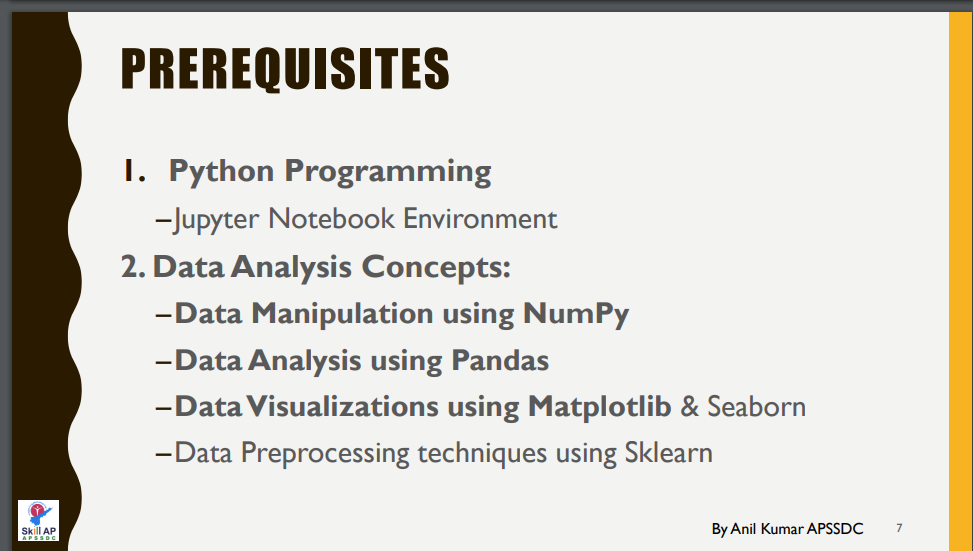 PREREQUISITES
1. Python Programming
–Jupyter Notebook Environment
2. Data Analysis Concepts:
–Data Manipulation using NumPy
–Data Analysis using Pandas
–Data Visualizations using Matplotlib & Seaborn
–Data Preprocessing techniques using Sklearn
Skill AP
APSSDC
By Anil Kumar APSSDC 7